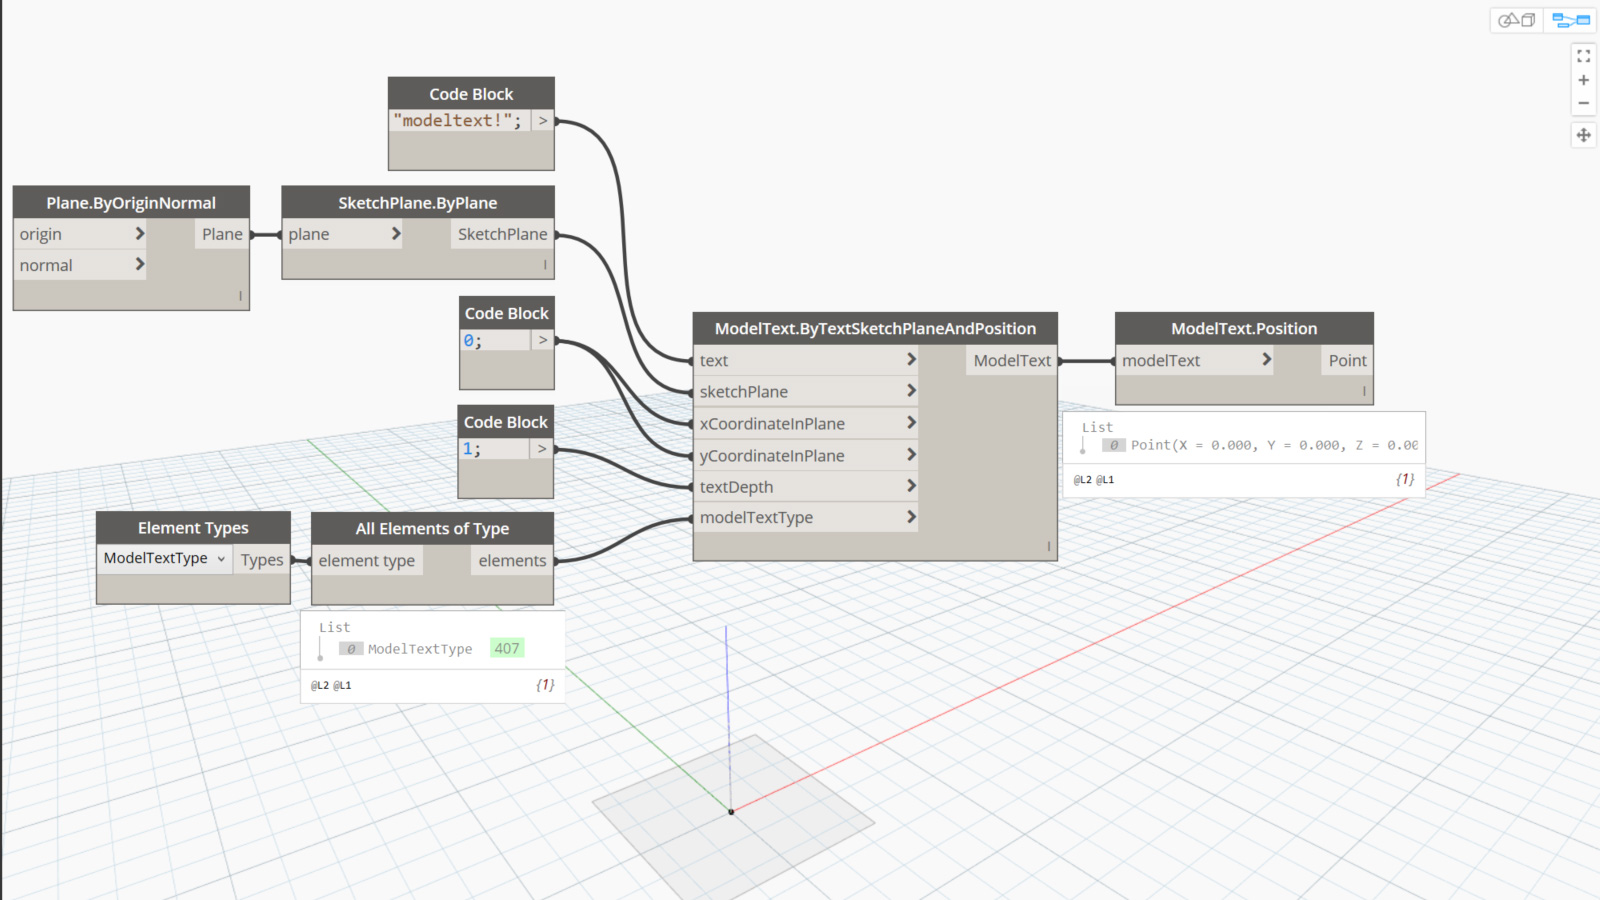 Code Block
"modeltext!"; >
Plane.ByOriginNormal
origin > Plane
normal >
SketchPlane.ByPlane
plane > SketchPlane
Code Block
0; >
Code Block
1; >
Element Types
ModelTextType Types
All Elements of Type
element type elements
List
0 ModelTextType 407
@L2 @L1 {1}
ModelText.ByTextSketchPlaneAndPosition
text > ModelText
sketchPlane >
xCoordinateInPlane >
yCoordinateInPlane >
textDepth >
modelTextType >
ModelText.Position
modelText > Point
List
0 Point(X = 0.000, Y = 0.000, Z = 0.00
@L2 @L1 {1}